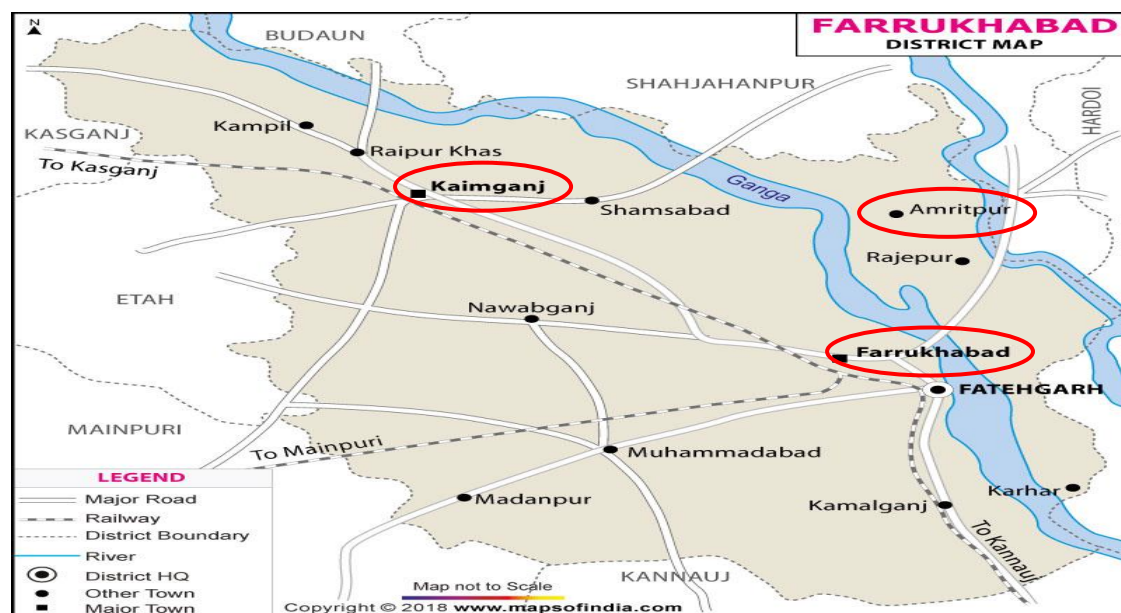 N
BUDAUN
FARRUKHABAD
DISTRICT MAP
SHAHJAHANPUR
HARDOI
KASGANJ
Kampil
To Kasganj
Raipur Khas
Kaimganj
Shamsabad
Ganga
Amritpur
Rajepur
ETAH
Nawabganj
Farrukhabad
FATEHGARH
MAINPURI
To Mainpuri
Muhammadabad
Madanpur
Kamalganj
Karhar
To Kannauj
KANNAUJ
LEGEND
Major Road
Railway
District Boundary
River
District HQ
Other Town
Major Town
Map not to Scale
Copyright © 2018 www.mapsofindia.com